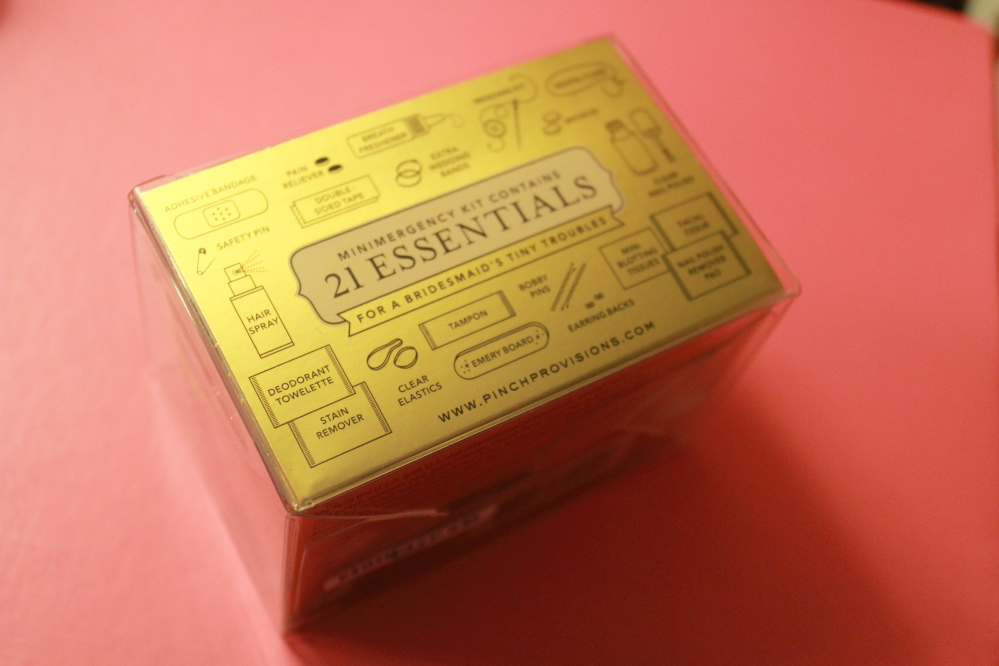 ADHESIVE BANDAGE
PAIN
RELIEVER
BREATH
FRESHENER
MENDING KIT
SAFETY PIN
DOUBLE-
SIDED TAPE
EXTRA
WEDDING
BANDS
CLEAR
NAIL POLISH
MINIMERGENCY KIT CONTAINS
21 ESSENTIALS
FOR A BRIDESMAID'S TINY TROUBLES
HAIR
SPRAY
TAMPON
BOBBY
PINS
MINI
BLOTTING
TISSUES
FACIAL
TISSUE
NAIL POLISH
REMOVER
PAD
EARRING BACKS
EMERY BOARD
DEODORANT
TOWELETTE
STAIN
REMOVER
CLEAR
ELASTICS
WWW.PINCHPROVISIONS.COM